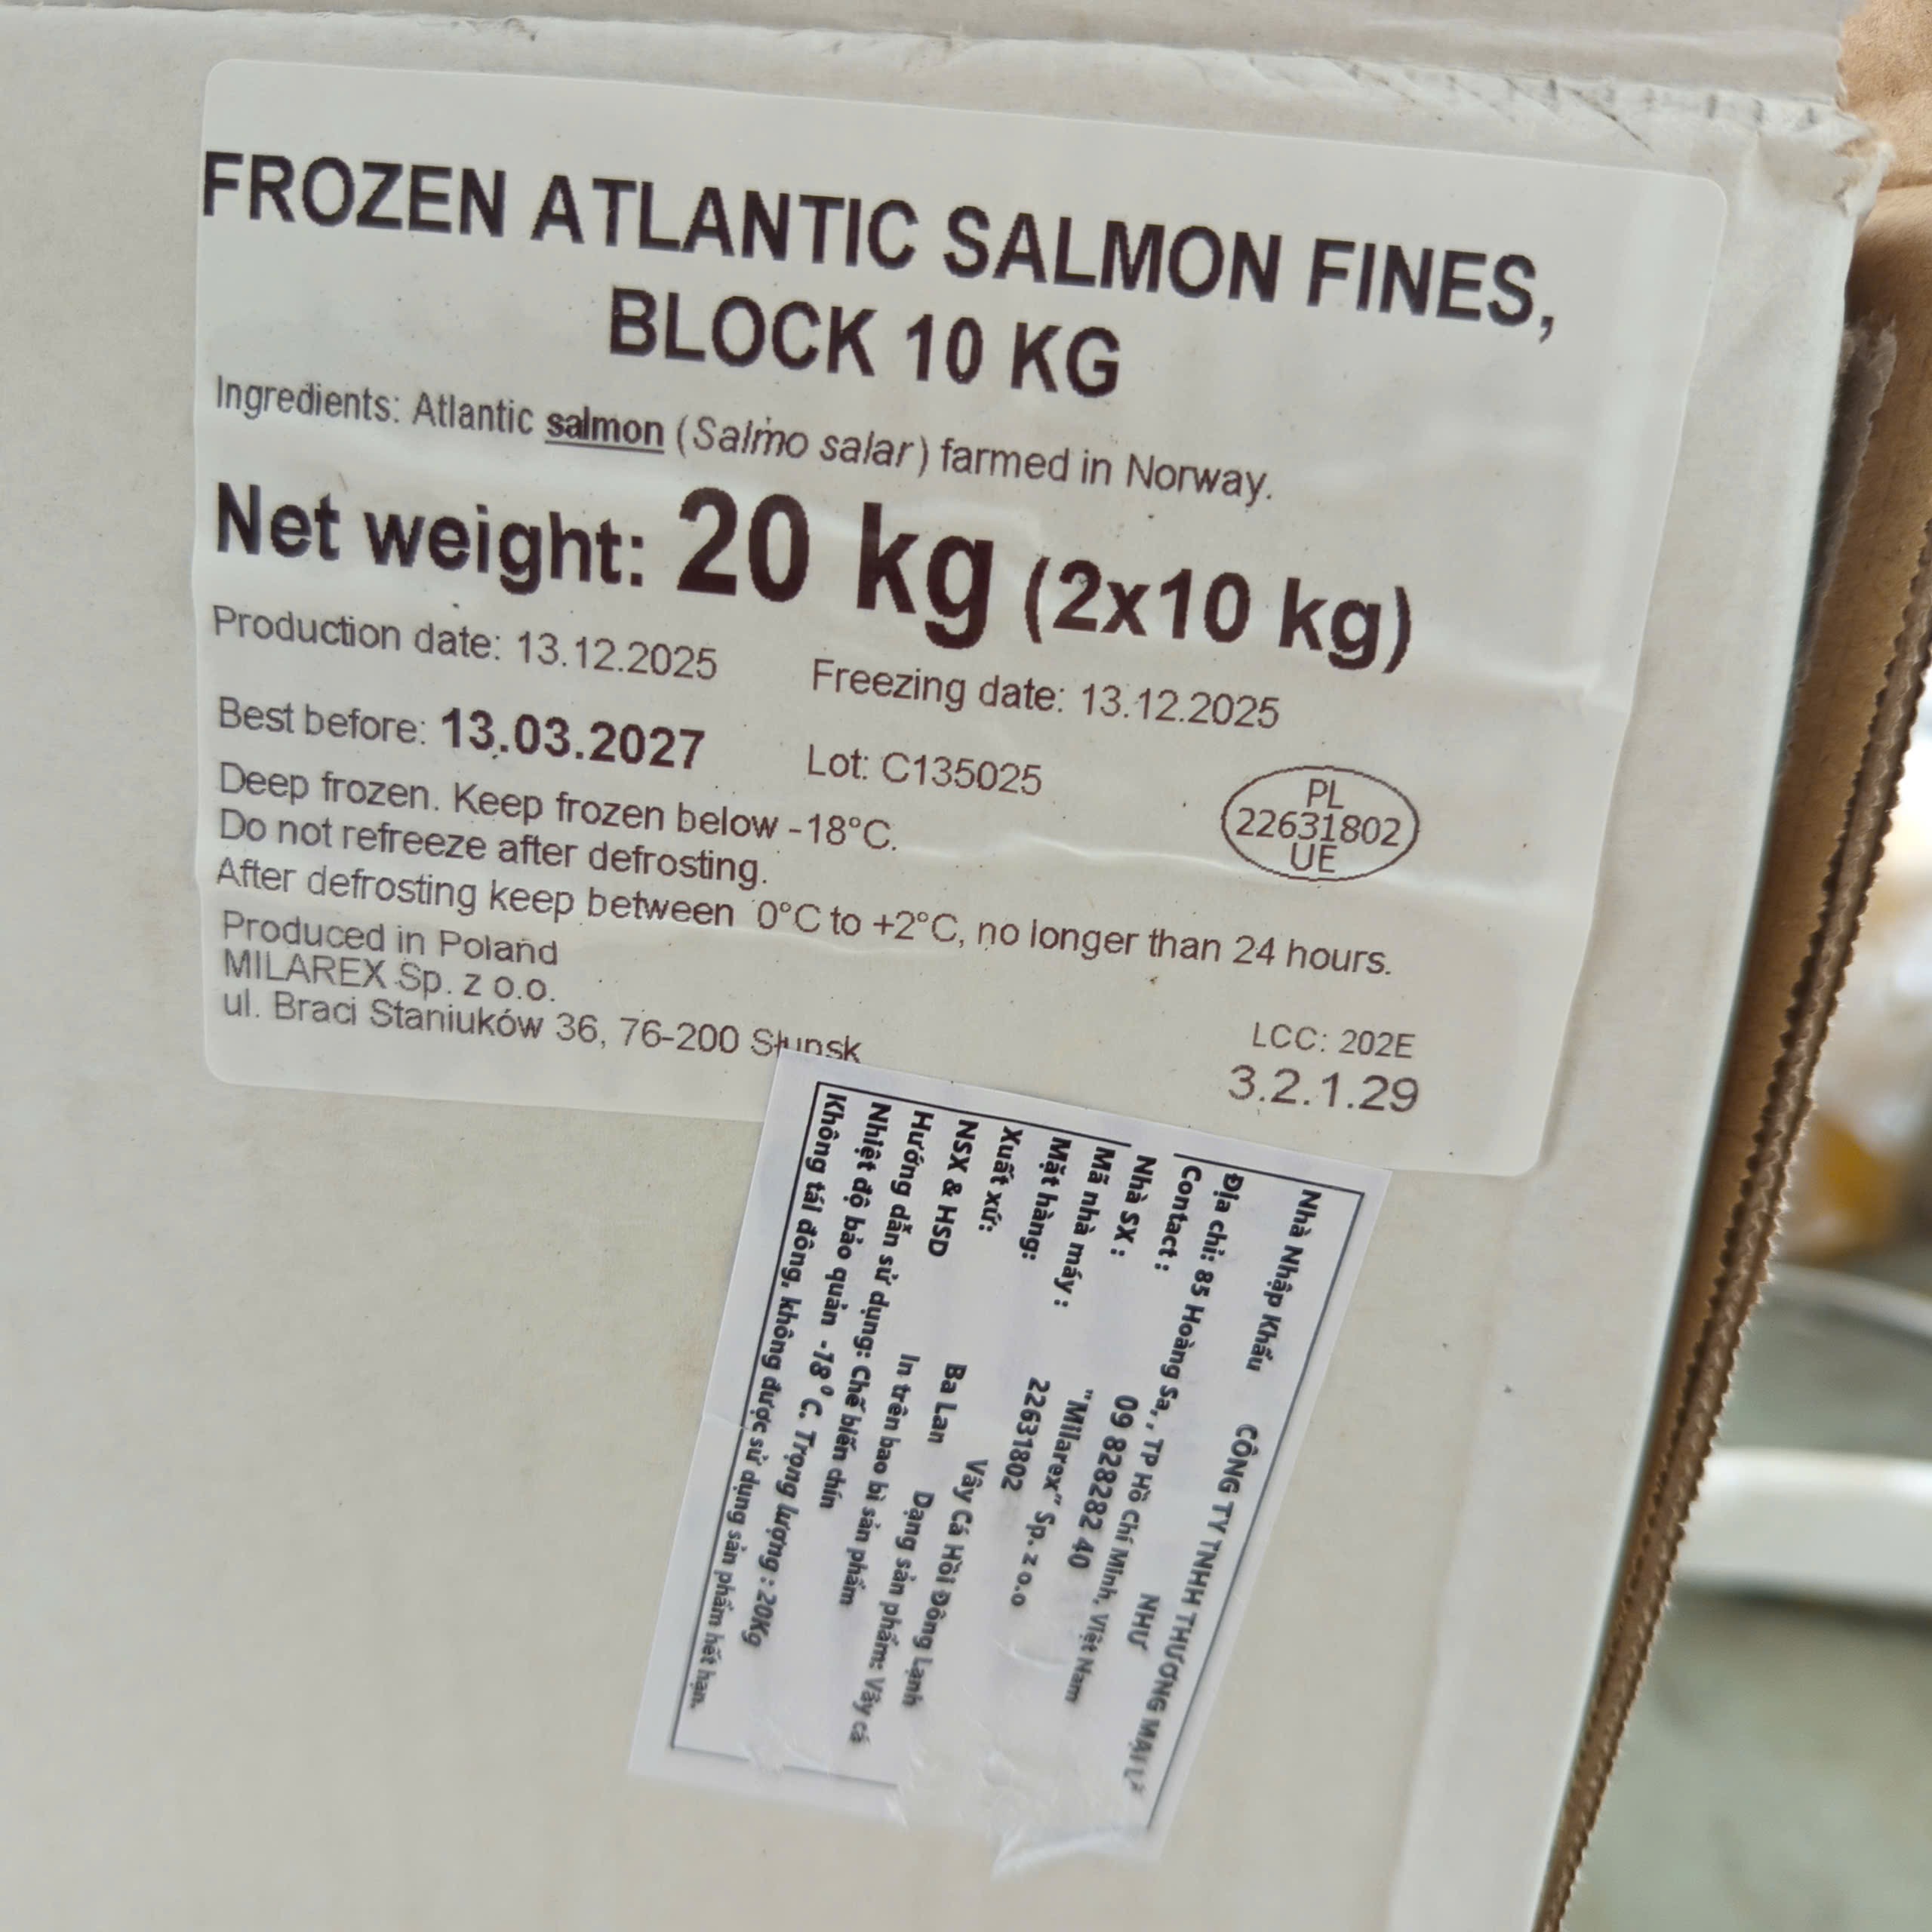 FROZEN ATLANTIC SALMON FINES,
BLOCK 10 KG
Ingredients: Atlantic salmon (Salmo salar) farmed in Norway.
Net weight: 20 kg (2x10 kg)
Production date: 13.12.2025 Freezing date: 13.12.2025
Best before: 13.03.2027 Lot: C135025
PL
22631802
UE
Deep frozen. Keep frozen below -18°C.
Do not refreeze after defrosting.
After defrosting keep between 0°C to +2°C, no longer than 24 hours.
Produced in Poland
MILAREX Sp. z o.o.
ul. Braci Staniuków 36, 76-200 Słupsk
LCC: 202E
3.2.1.29
Nhà Nhập Khẩu CÔNG TY TNHH THƯƠNG MẠI
NHƯ
Địa chỉ: 85 Hoàng Sa, , TP Hồ Chí Minh, Việt Nam
Contact : 09 828282 40
Nhà SX : "Milarex" Sp. z o.o
Mã nhà máy : 22631802
Mặt hàng: Vây Cá Hồi Đông Lạnh
Xuất xứ: Ba Lan Dạng sản phẩm: Vây cá
NSX & HSD In trên bao bì sản phẩm
Hướng dẫn sử dụng: Chế biến chín
Nhiệt độ bảo quản -18⁰ C. Trọng lượng : 20Kg
Không tái đông, không được sử dụng sản phẩm hết hạn.